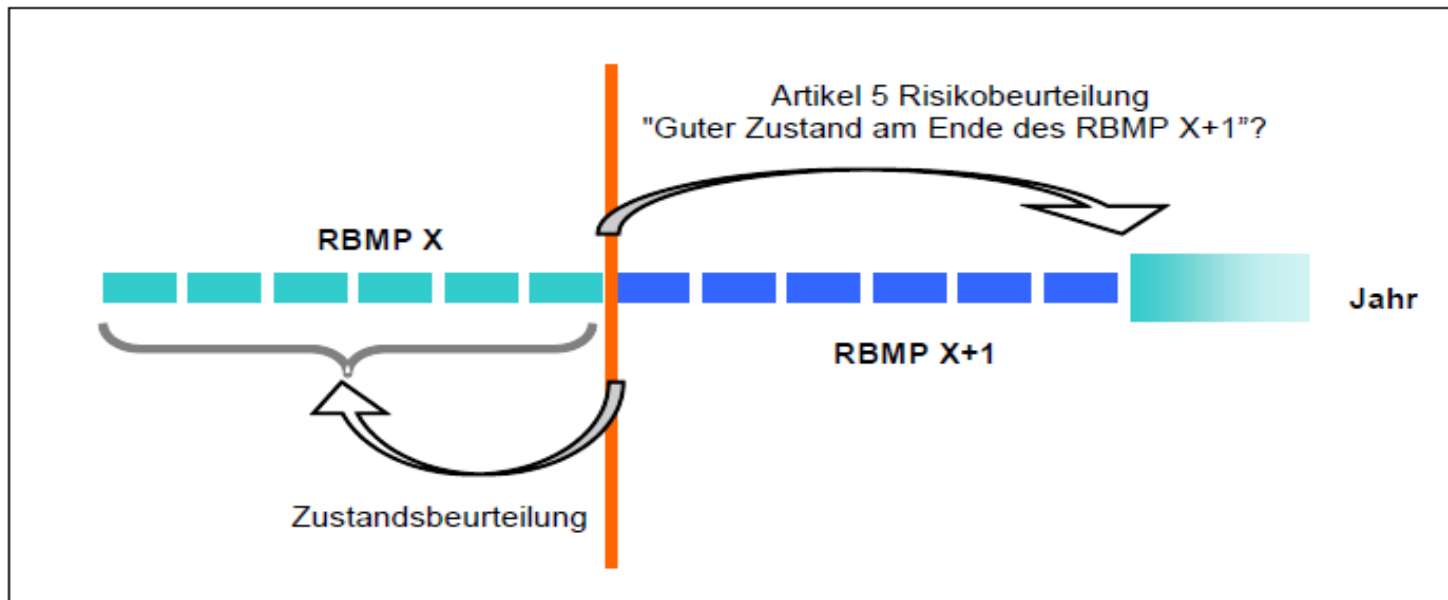 Artikel 5 Risikobeurteilung
"Guter Zustand am Ende des RBMP X+1”?
RBMP X
Jahr
RBMP X+1
Zustandsbeurteilung